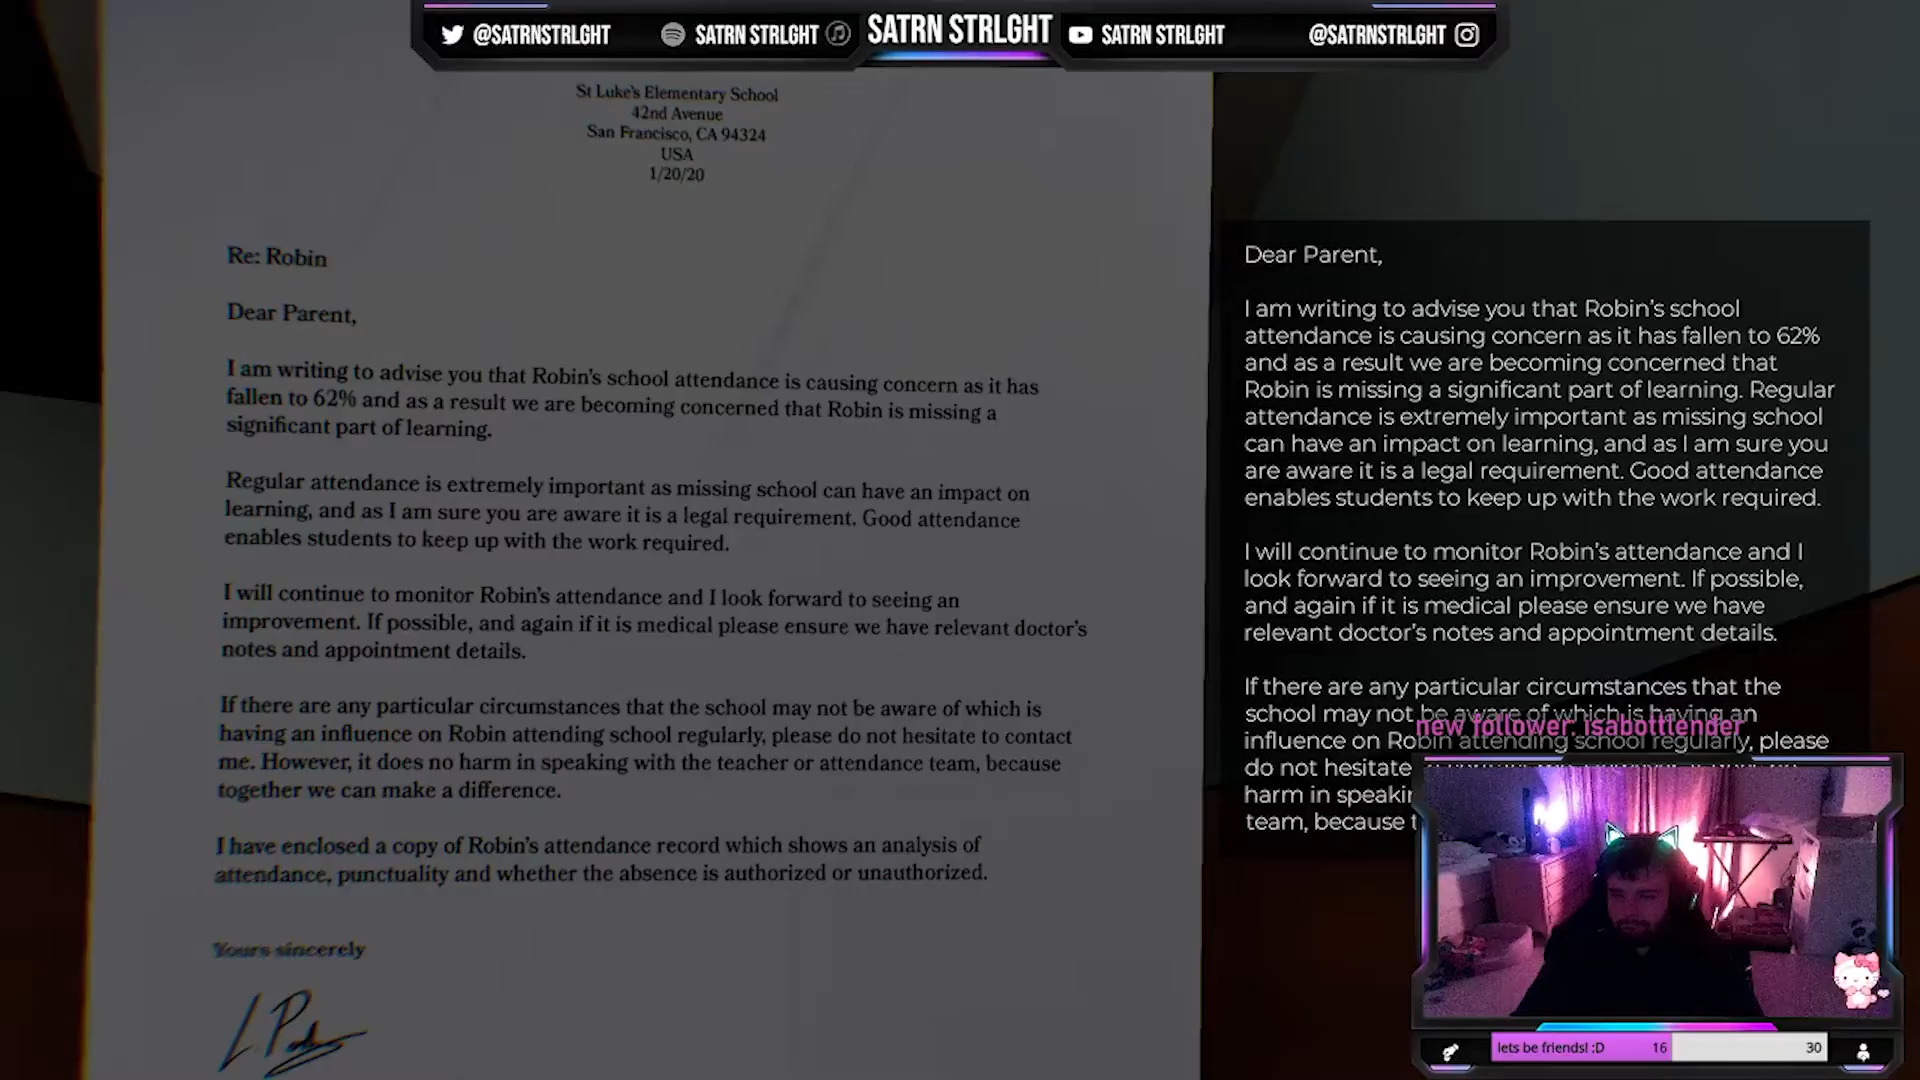 @SATRNSTRLGHT
SATRN STRLGHT
SATRN STRLGHT
SATRN STRLGHT
@SATRNSTRLGHT
St Luke's Elementary School
42nd Avenue
San Francisco, CA 94324
USA
1/20/20
Re: Robin
Dear Parent,
I am writing to advise you that Robin's school attendance is causing concern as it has
fallen to 62% and as a result we are becoming concerned that Robin is missing a
significant part of learning.
Regular attendance is extremely important as missing school can have an impact on
learning, and as I am sure you are aware it is a legal requirement. Good attendance
enables students to keep up with the work required.
I will continue to monitor Robin's attendance and I look forward to seeing an
improvement. If possible, and again if it is medical please ensure we have relevant doctor's
notes and appointment details.
If there are any particular circumstances that the school may not be aware of which is
having an influence on Robin attending school regularly, please do not hesitate to contact
me. However, it does no harm in speaking with the teacher or attendance team, because
together we can make a difference.
I have enclosed a copy of Robin's attendance record which shows an analysis of
attendance, punctuality and whether the absence is authorized or unauthorized.
Yours sincerely
Dear Parent,
I am writing to advise you that Robin's school
attendance is causing concern as it has fallen to 62%
and as a result we are becoming concerned that
Robin is missing a significant part of learning. Regular
attendance is extremely important as missing school
can have an impact on learning, and as I am sure you
are aware it is a legal requirement. Good attendance
enables students to keep up with the work required.
I will continue to monitor Robin's attendance and I
look forward to seeing an improvement. If possible,
and again if it is medical please ensure we have
relevant doctor's notes and appointment details.
If there are any particular circumstances that the
school may not be aware of which is having an
influence on Robin attending school regularly, please
do not hesitate
harm in
team, because
new follower: isabottlender
lets be friends! :D 16 30